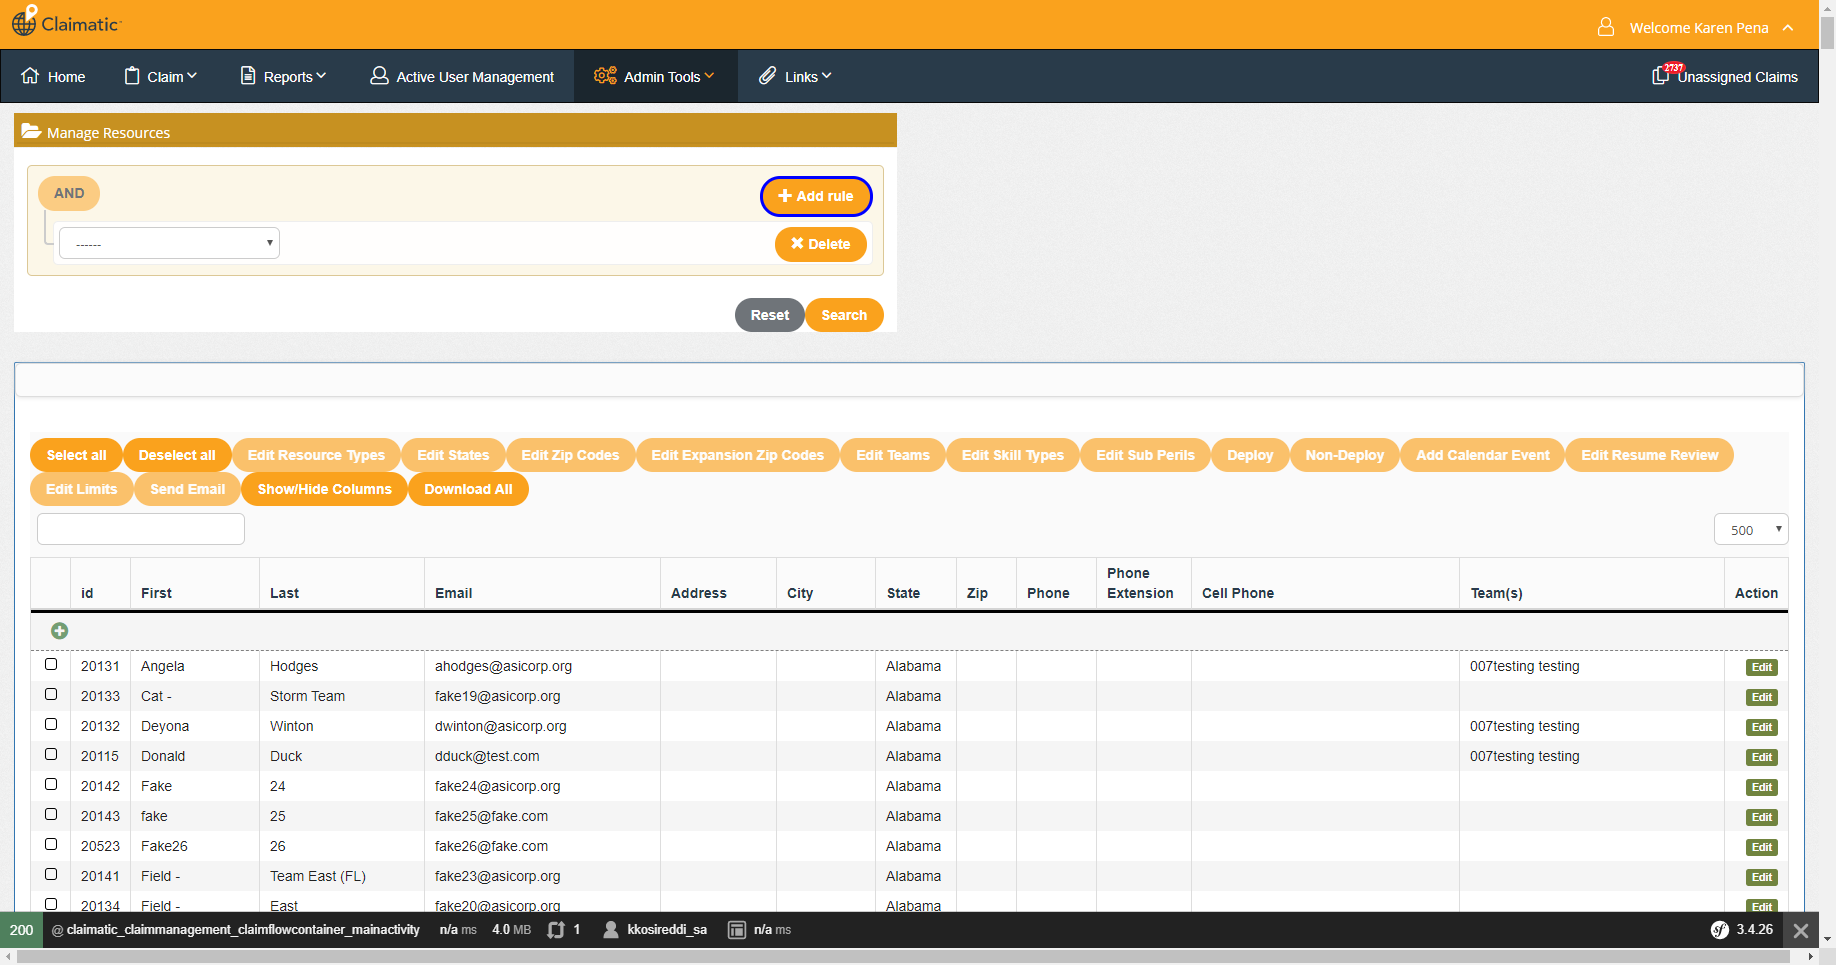 Claimatic
Welcome Karen Pena
Home
Claim
Reports
Active User Management
Admin Tools
Links
2737
Unassigned Claims
Manage Resources
AND
Add rule
------
Delete
Reset
Search
Select all
Deselect all
Edit Resource Types
Edit States
Edit Zip Codes
Edit Expansion Zip Codes
Edit Teams
Edit Skill Types
Edit Sub Perils
Deploy
Non-Deploy
Add Calendar Event
Edit Resume Review
Edit Limits
Send Email
Show/Hide Columns
Download All
500
id First Last Email Address City State Zip Phone Phone Extension Cell Phone Team(s) Action
20131 Angela Hodges ahodges@asicorp.org Alabama 007testing testing Edit
20133 Cat - Storm Team fake19@asicorp.org Alabama Edit
20132 Deyona Winton dwinton@asicorp.org Alabama 007testing testing Edit
20115 Donald Duck dduck@test.com Alabama 007testing testing Edit
20142 Fake 24 fake24@asicorp.org Alabama Edit
20143 fake 25 fake25@fake.com Alabama Edit
20523 Fake26 26 fake26@fake.com Alabama Edit
20141 Field - Team East (FL) fake23@asicorp.org Alabama Edit
20134 Field - East fake20@asicorp.org Alabama Edit
200 @ claimatic_claimmanagement_claimflowcontainer_mainactivity n/a ms 4.0 MB 1 kkosireddi_sa n/a ms sf 3.4.26